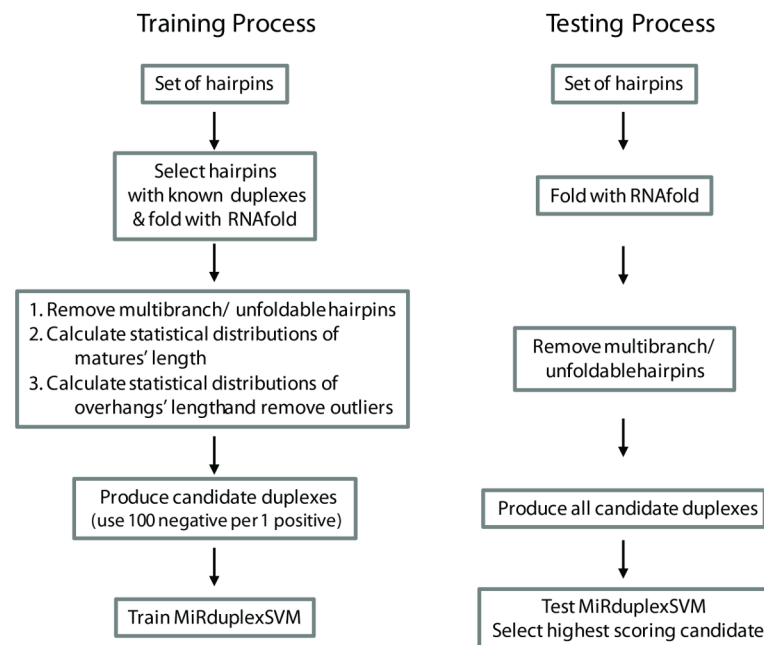 Training Process
Set of hairpins
Select hairpins
with known duplexes
& fold with RNAfold
1. Remove multibranch/ unfoldable hairpins
2. Calculate statistical distributions of
matures' length
3. Calculate statistical distributions of
overhangs' lengthand remove outliers
Produce candidate duplexes
(use 100 negative per 1 positive)
Train MiRduplexSVM
Testing Process
Set of hairpins
Fold with RNAfold
Remove multibranch/
unfoldable hairpins
Produce all candidate duplexes
Test MiRduplexSVM
Select highest scoring candidate